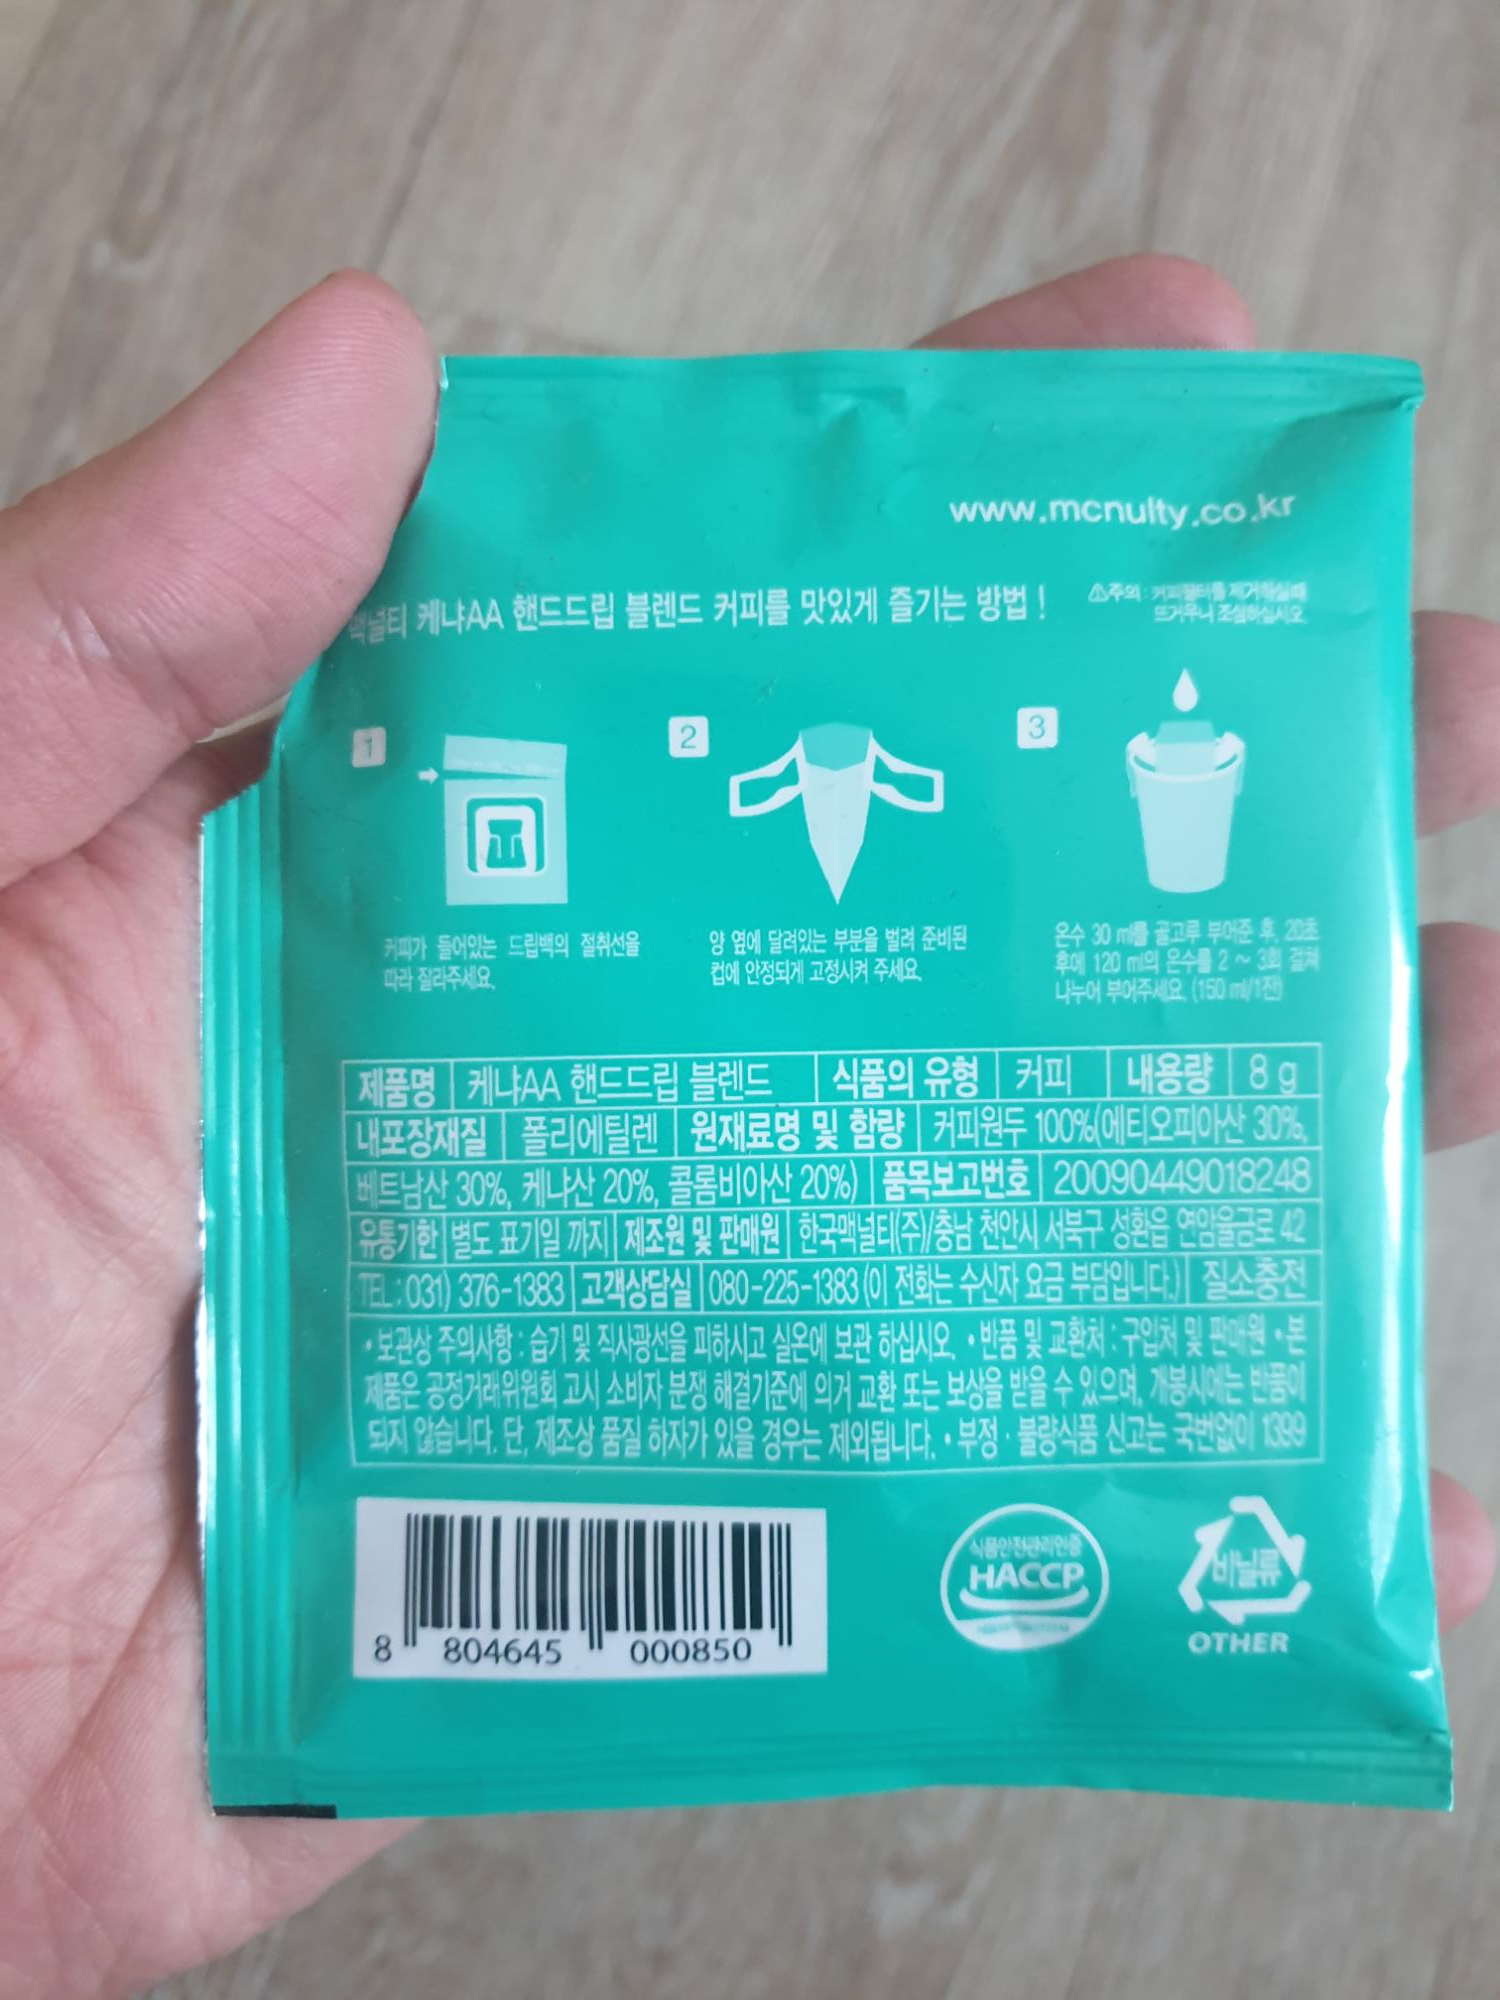 www.mcnulty.co.kr
맥널티 케냐AA 핸드드립 블렌드 커피를 맛있게 즐기는 방법 !
⚠주의 : 커피필터를 제거하실때
뜨거우니 조심하십시오.
1
2
3
커피가 들어있는 드립백의 절취선을
따라 잘라주세요.
양 옆에 달려있는 부분을 벌려 준비된
컵에 안정되게 고정시켜 주세요.
온수 30 ml를 골고루 부어준 후, 20초
후에 120 ml의 온수를 2 ~ 3회 걸쳐
나누어 부어주세요. (150 ml/1잔)
제품명 케냐AA 핸드드립 블렌드 식품의 유형 커피 내용량 8 g
내포장재질 폴리에틸렌 원재료명 및 함량 커피원두 100%(에티오피아산 30%,
베트남산 30%, 케냐산 20%, 콜롬비아산 20%) 품목보고번호 20090449018248
유통기한 별도 표기일 까지 제조원 및 판매원 한국맥널티(주)/충남 천안시 서북구 성환읍 연암율금로 42
TEL : 031) 376-1383 고객상담실 080-225-1383 (이 전화는 수신자 요금 부담입니다.) 질소충전
• 보관상 주의사항 : 습기 및 직사광선을 피하시고 실온에 보관 하십시오. • 반품 및 교환처 : 구입처 및 판매원 • 본
제품은 공정거래위원회 고시 소비자 분쟁 해결기준에 의거 교환 또는 보상을 받을 수 있으며, 개봉시에는 반품이
되지 않습니다. 단, 제조상 품질 하자가 있을 경우는 제외됩니다. • 부정 · 불량식품 신고는 국번없이 1399
8 804645 000850
식품안전관리인증
HACCP
비닐류
OTHER